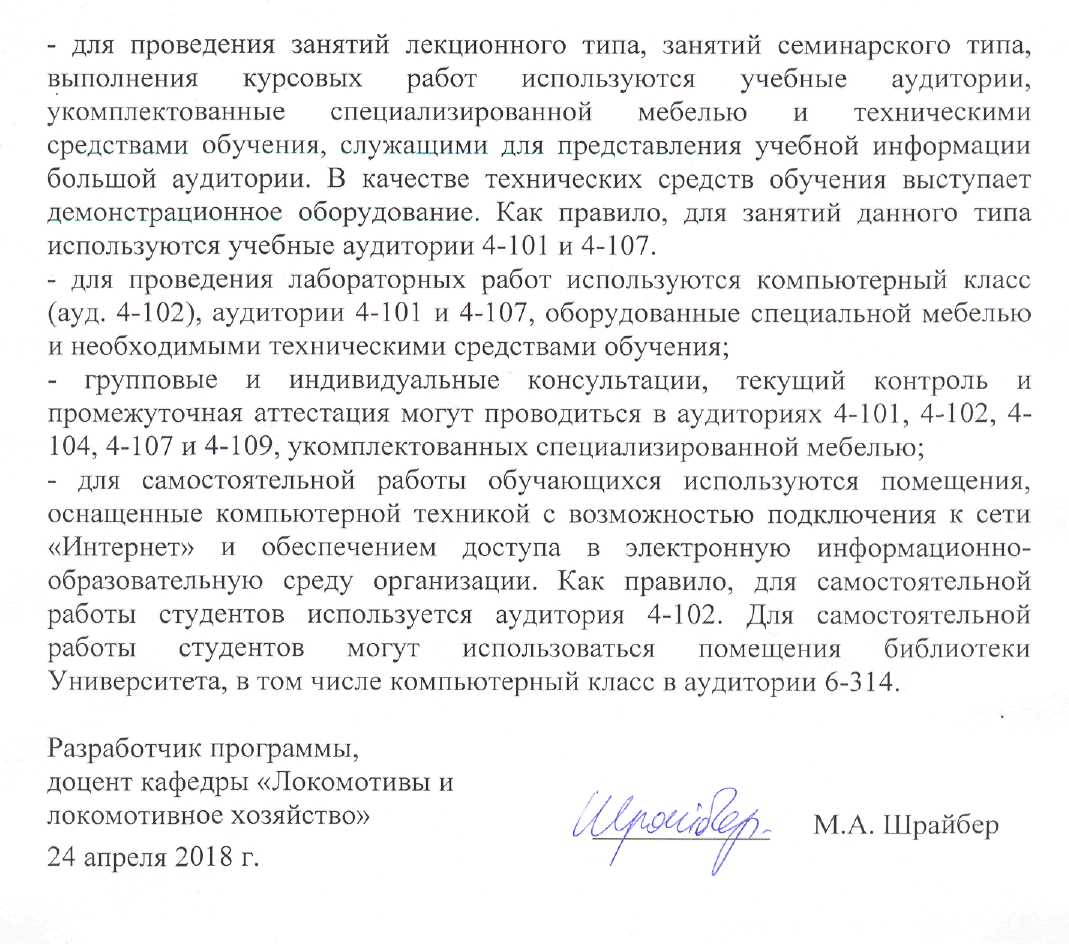 - для проведения занятий лекционного типа, занятий семинарского типа,
выполнения курсовых работ используются учебные аудитории,
укомплектованные специализированной мебелью и техническими
средствами обучения, служащими для представления учебной информации
большой аудитории. В качестве технических средств обучения выступает
демонстрационное оборудование. Как правило, для занятий данного типа
используются учебные аудитории 4-101 и 4-107.
- для проведения лабораторных работ используются компьютерный класс
(ауд. 4-102), аудитории 4-101 и 4-107, оборудованные специальной мебелью
и необходимыми техническими средствами обучения;
- групповые и индивидуальные консультации, текущий контроль и
промежуточная аттестация могут проводиться в аудиториях 4-101, 4-102, 4-
104, 4-107 и 4-109, укомплектованных специализированной мебелью;
- для самостоятельной работы обучающихся используются помещения,
оснащенные компьютерной техникой с возможностью подключения к сети
«Интернет» и обеспечением доступа в электронную информационно-
образовательную среду организации. Как правило, для самостоятельной
работы студентов используется аудитория 4-102. Для самостоятельной
работы студентов могут использоваться помещения библиотеки
Университета, в том числе компьютерный класс в аудитории 6-314.
Разработчик программы,
доцент кафедры «Локомотивы и
локомотивное хозяйство»
Шрайбер М.А. Шрайбер
24 апреля 2018 г.